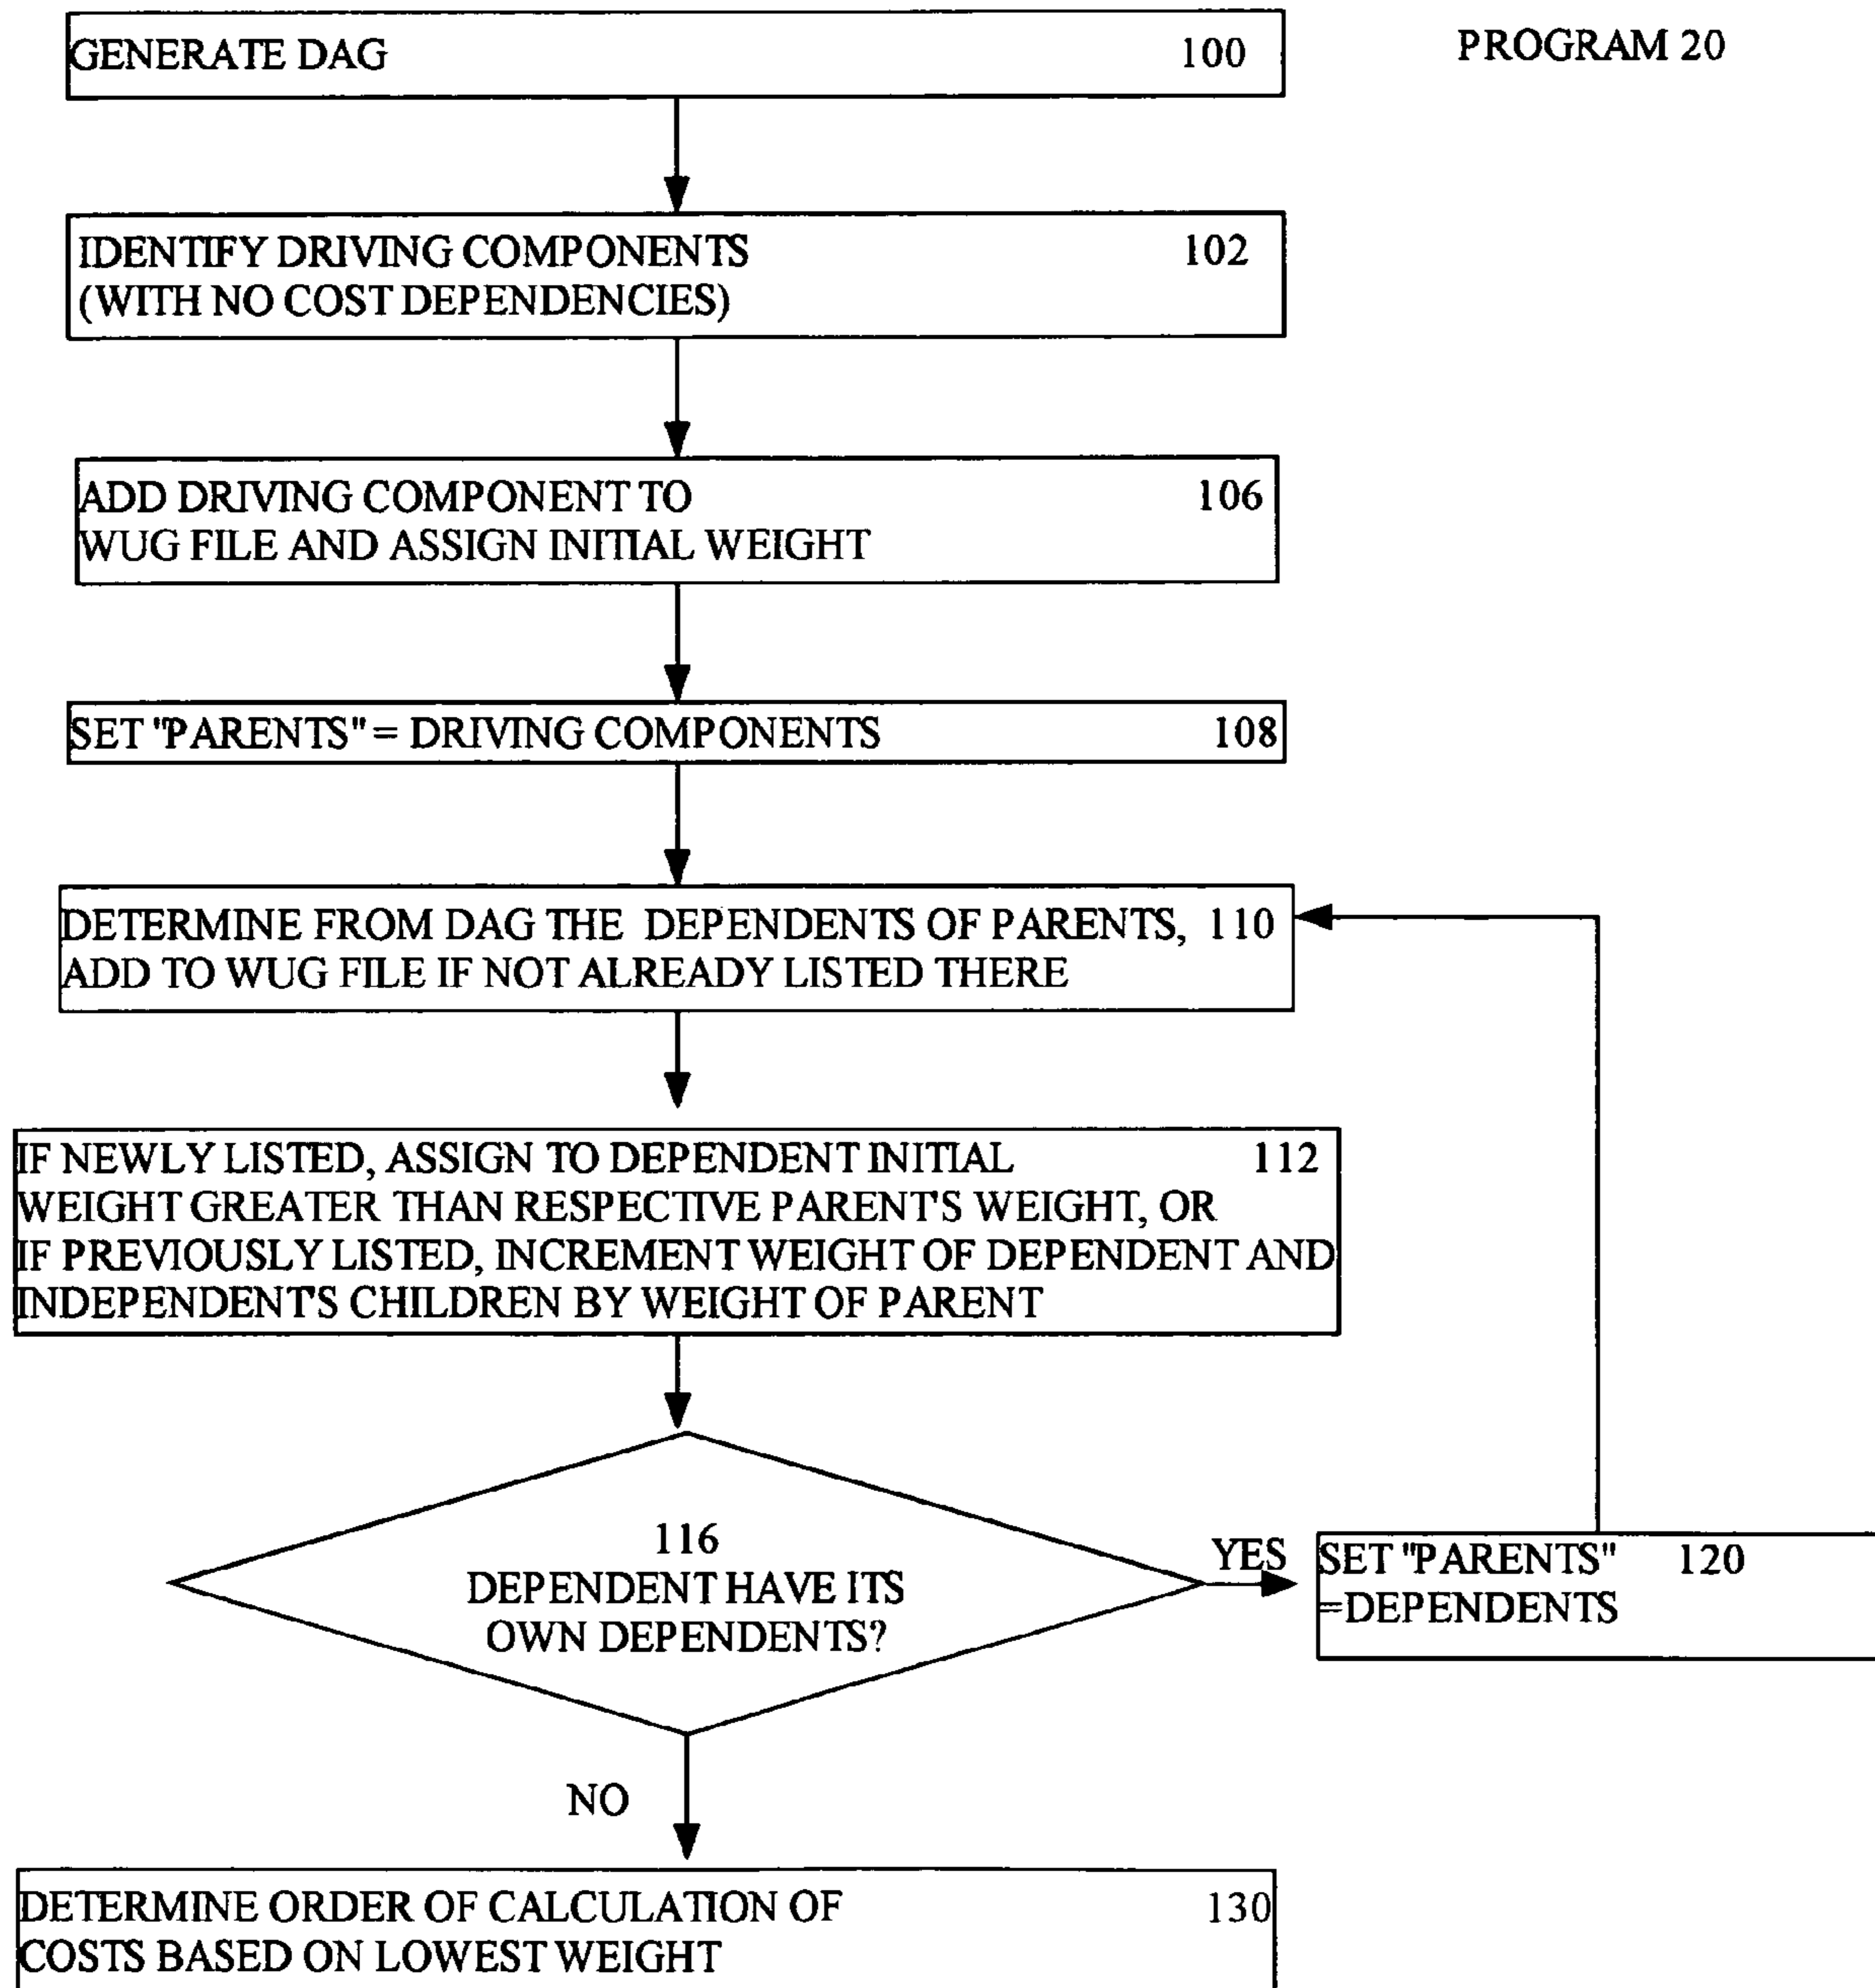 GENERATE DAG 100
PROGRAM 20
IDENTIFY DRIVING COMPONENTS 102
(WITH NO COST DEPENDENCIES)
ADD DRIVING COMPONENT TO 106
WUG FILE AND ASSIGN INITIAL WEIGHT
SET "PARENTS" = DRIVING COMPONENTS 108
DETERMINE FROM DAG THE DEPENDENTS OF PARENTS, 110
ADD TO WUG FILE IF NOT ALREADY LISTED THERE
IF NEWLY LISTED, ASSIGN TO DEPENDENT INITIAL 112
WEIGHT GREATER THAN RESPECTIVE PARENT'S WEIGHT, OR
IF PREVIOUSLY LISTED, INCREMENT WEIGHT OF DEPENDENT AND
INDEPENDENT'S CHILDREN BY WEIGHT OF PARENT
116
DEPENDENT HAVE ITS
OWN DEPENDENTS?
YES
SET "PARENTS" 120
=DEPENDENTS
NO
DETERMINE ORDER OF CALCULATION OF 130
COSTS BASED ON LOWEST WEIGHT